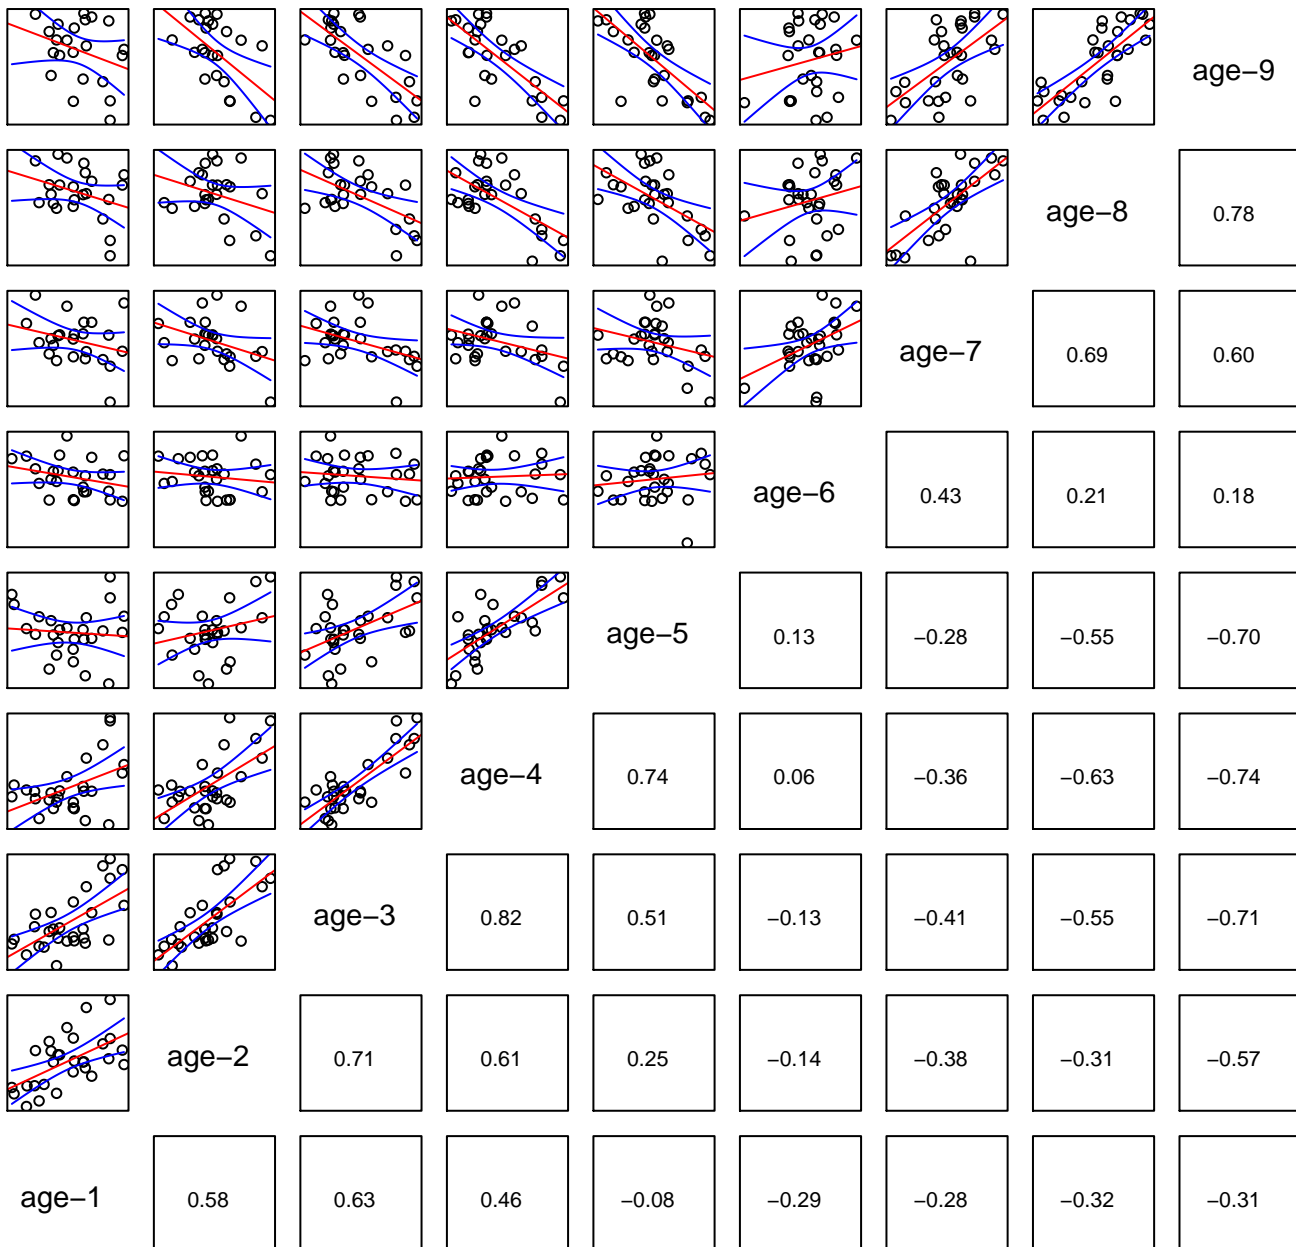 age−9
age−8 0.78
age−7 0.69 0.60
age−6 0.43 0.21 0.18
age−5 0.13 −0.28 −0.55 −0.70
age−4 0.74 0.06 −0.36 −0.63 −0.74
age−3 0.82 0.51 −0.13 −0.41 −0.55 −0.71
age−2 0.71 0.61 0.25 −0.14 −0.38 −0.31 −0.57
age−1 0.58 0.63 0.46 −0.08 −0.29 −0.28 −0.32 −0.31